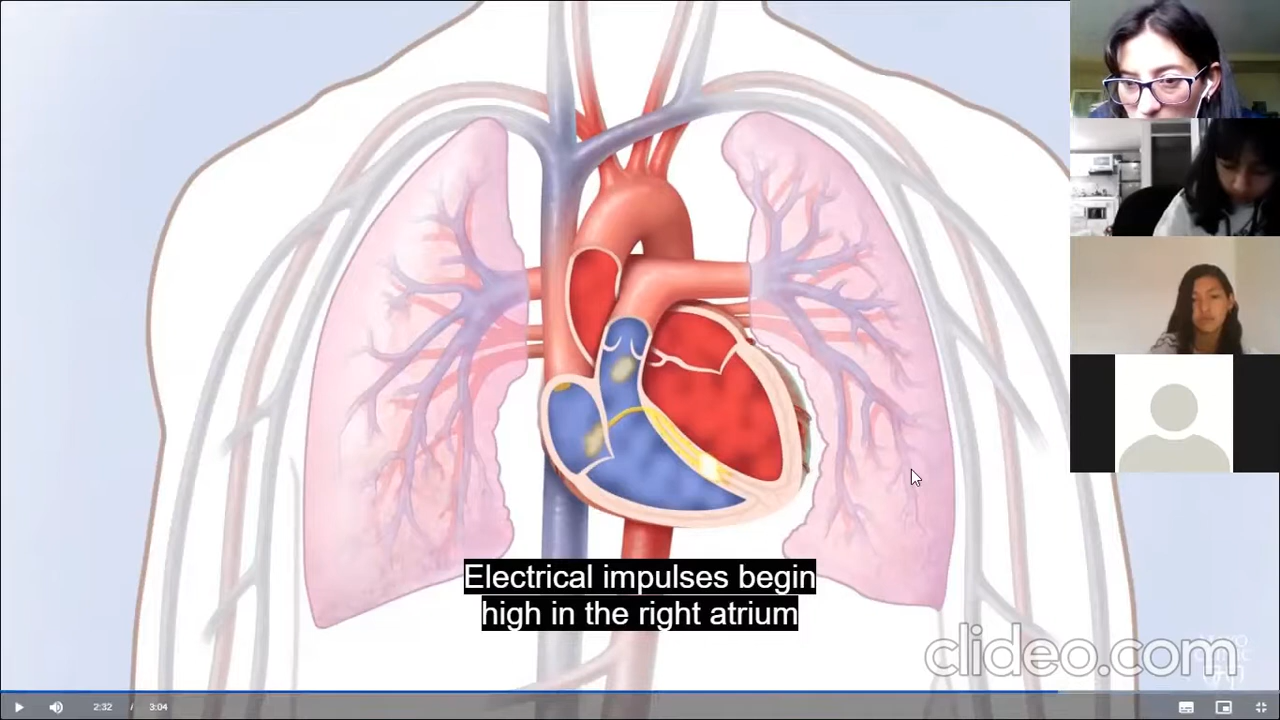 Electrical impulses begin
high in the right atrium
clideo.com
2:32 / 3:04